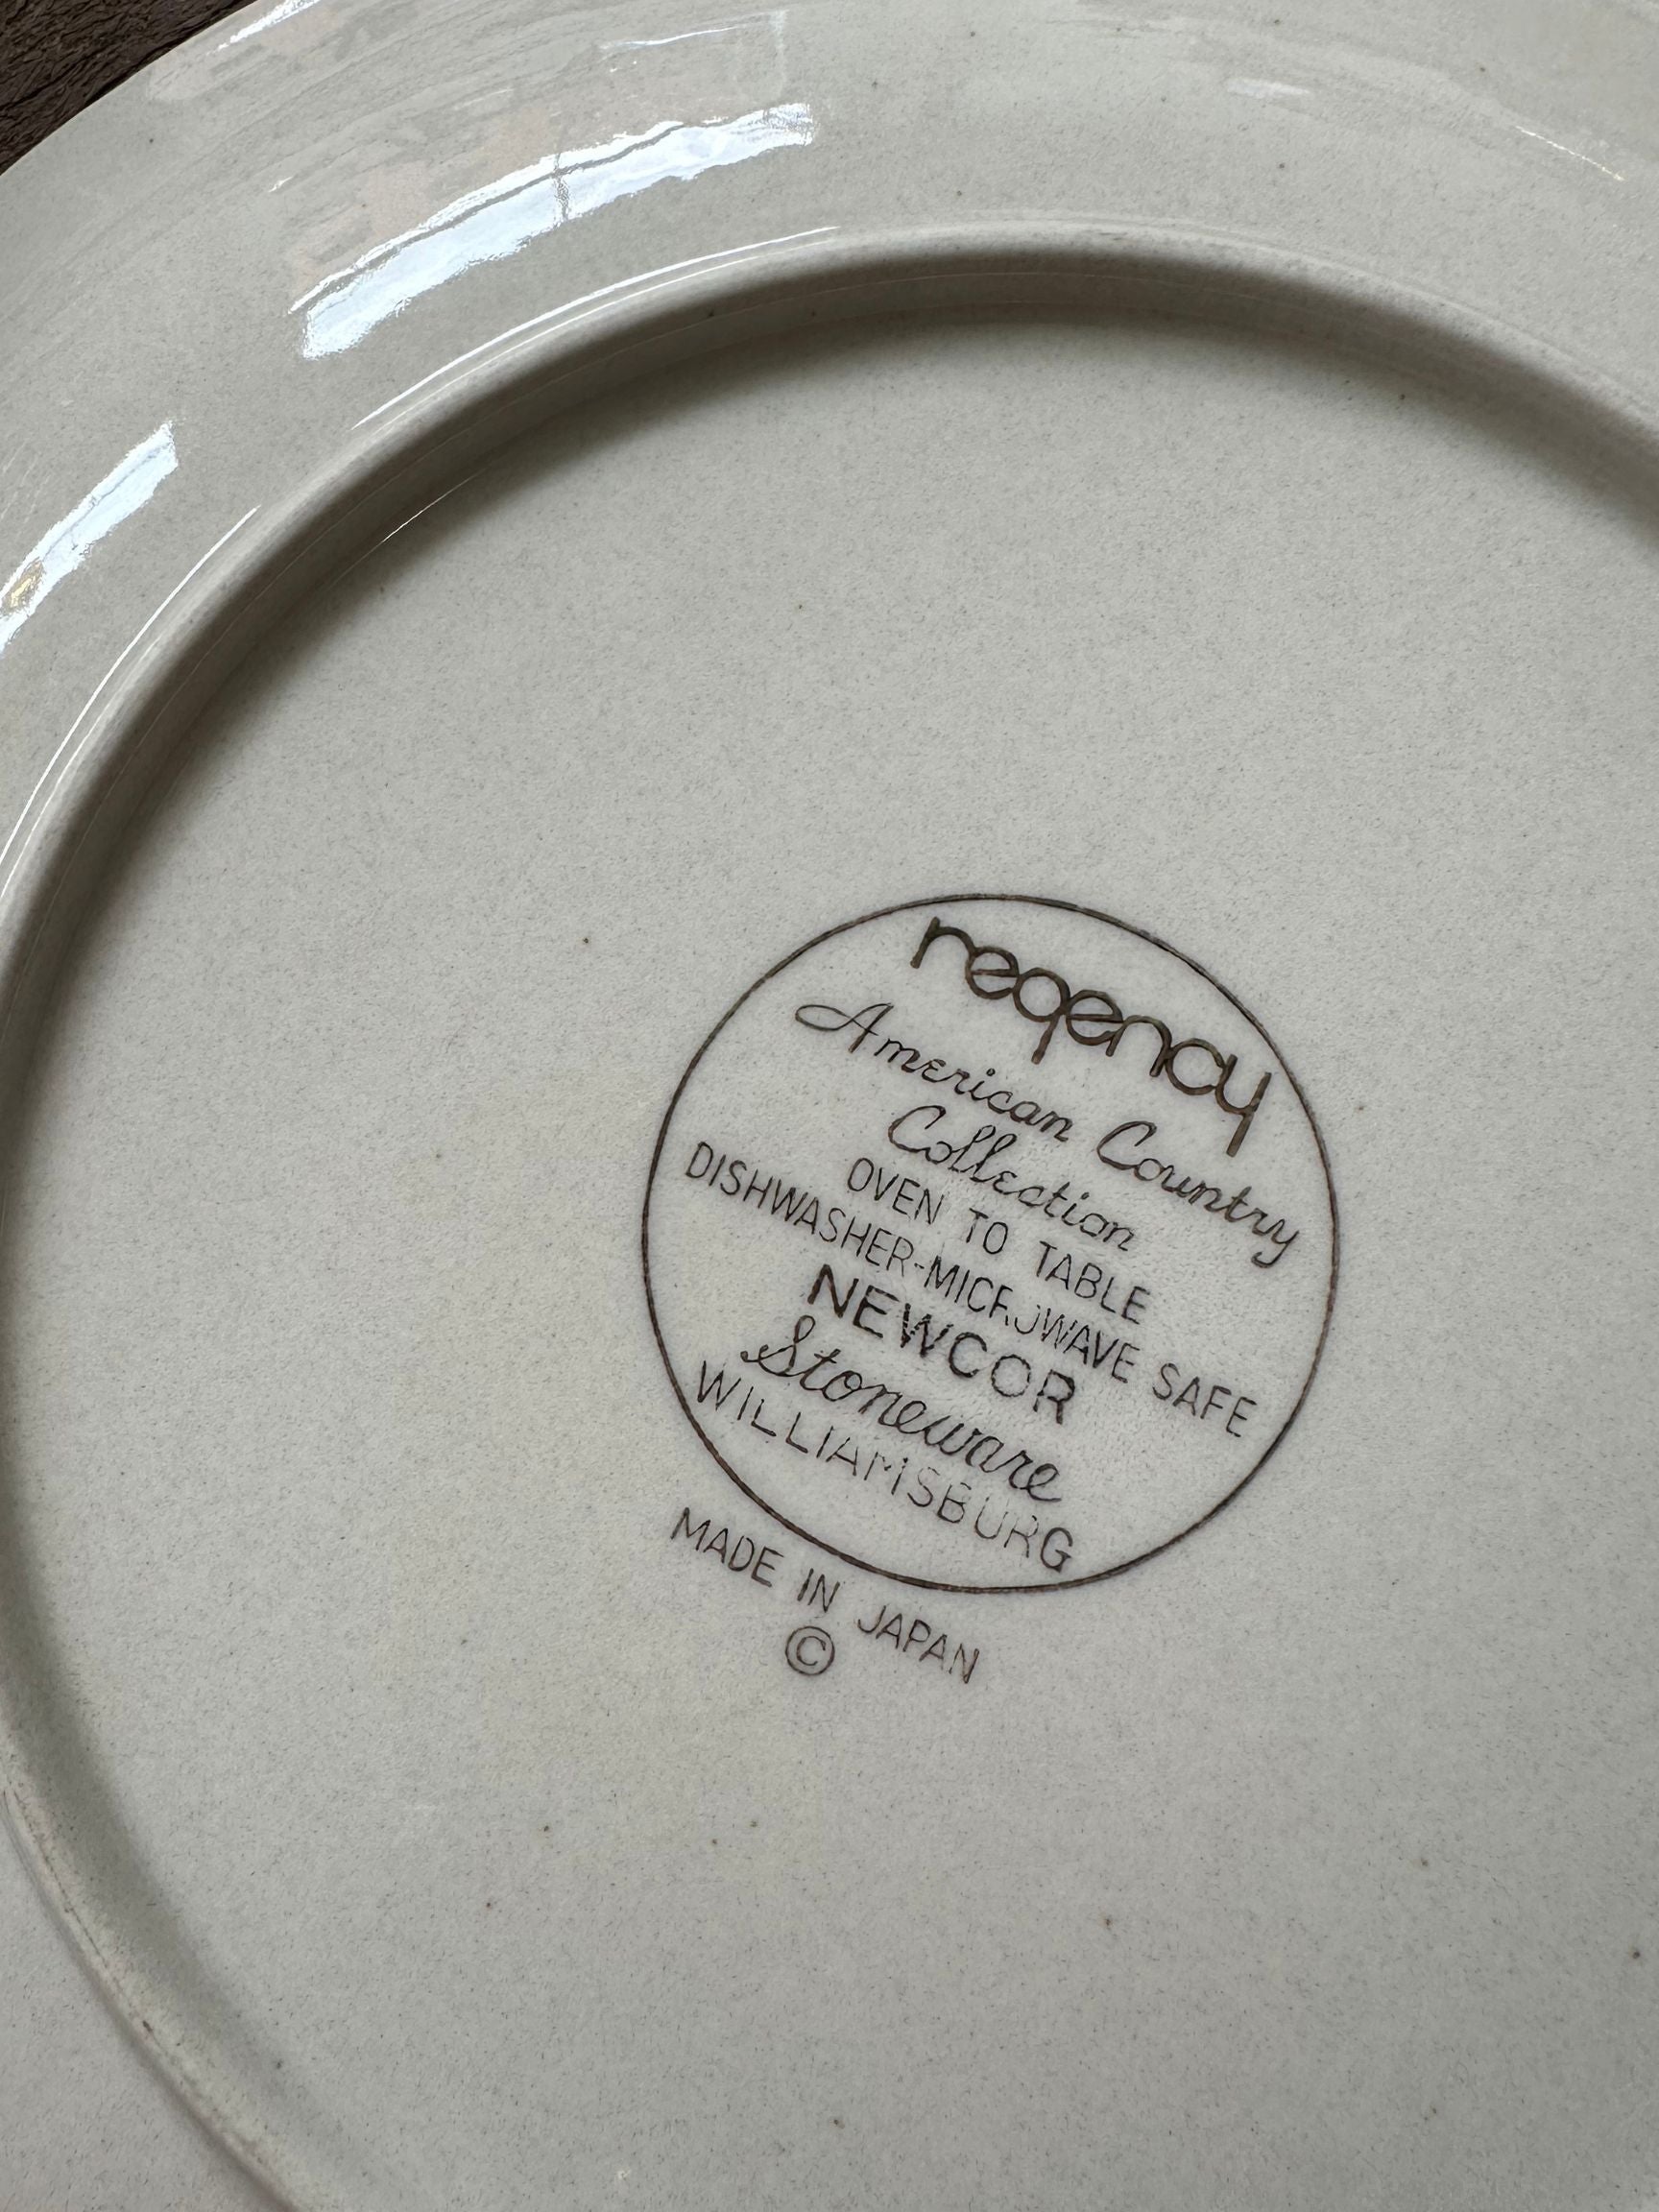 regency
American Country
Collection
OVEN TO TABLE
DISHWASHER-MICROWAVE SAFE
NEWCOR
Stoneware
WILLIAMSBURG
MADE IN JAPAN
©